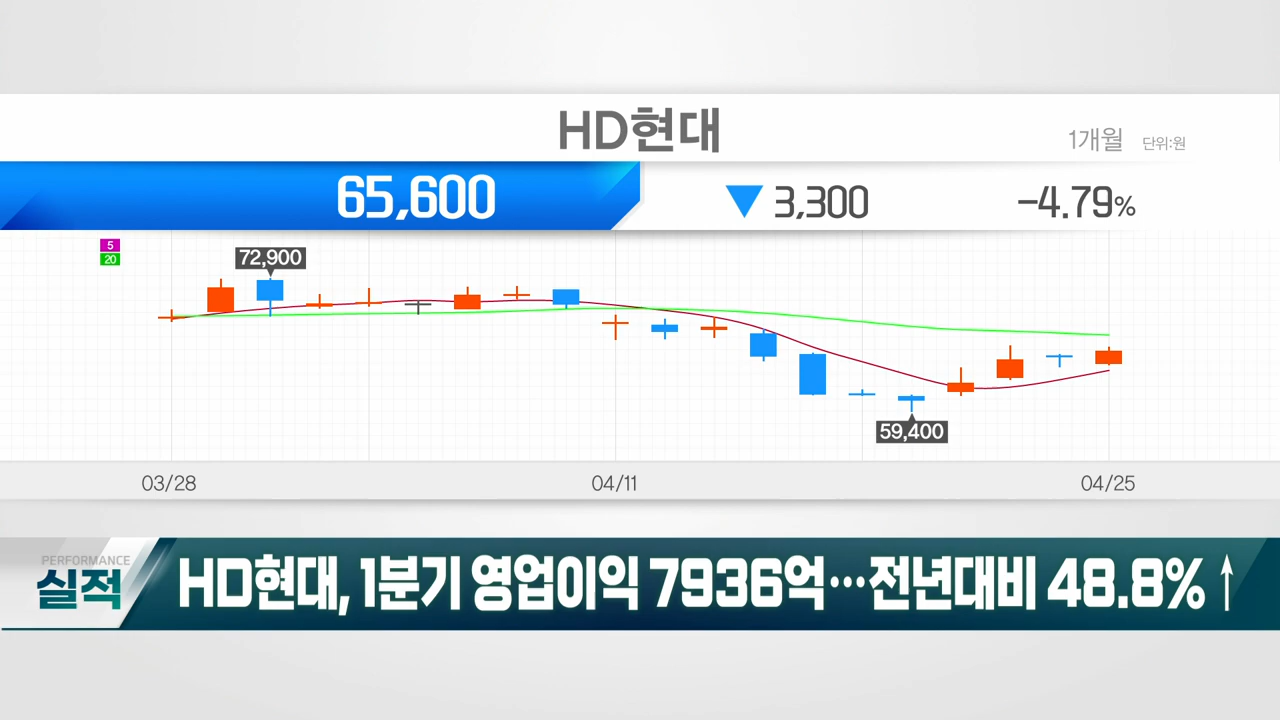 HD현대
1개월 단위:원
65,600 ▼ 3,300 -4.79%
5
20
72,900
59,400
03/28 04/11 04/25
PERFORMANCE
실적
HD현대, 1분기 영업이익 7936억…전년대비 48.8%↑